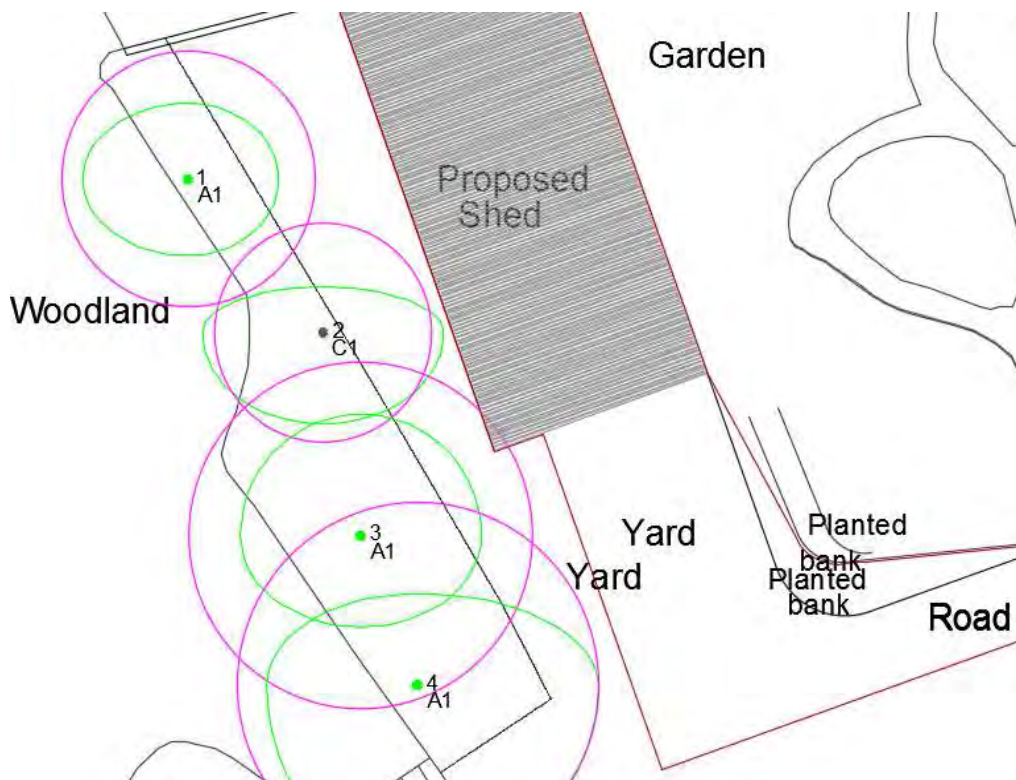 Garden
1
A1
Proposed
Shed
Woodland
2
C1
3
A1
Yard
Yard
Planted
bank
Planted
bank
Road
4
A1